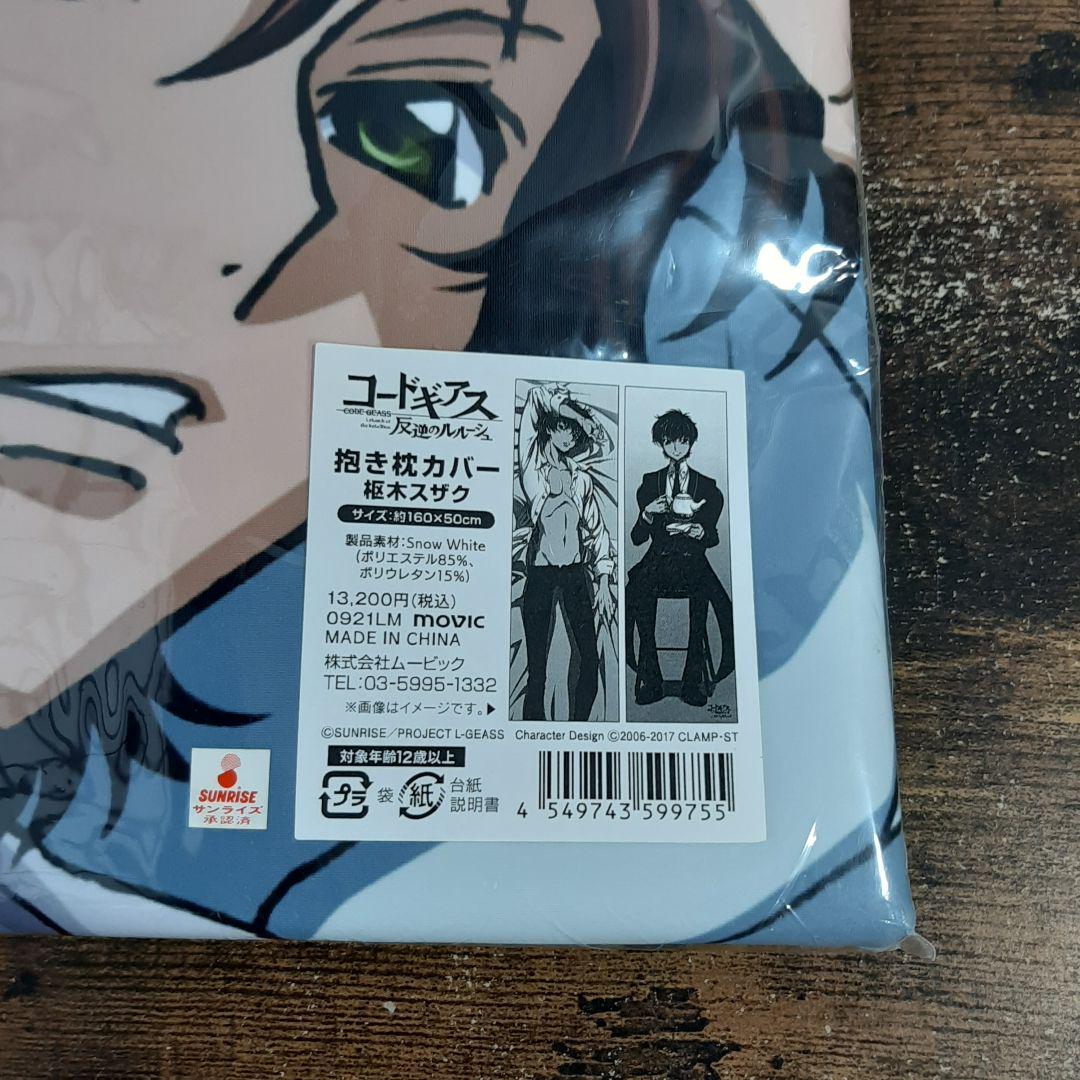 コードギアス
CODE GEASS
Lelouch of
the Rebellion
反逆のルルーシュ
抱き枕カバー
枢木スザク
サイズ:約160×50cm
製品素材:Snow White
(ポリエステル85%、
ポリウレタン15%)
13,200円(税込)
0921LM movic
MADE IN CHINA
株式会社ムービック
TEL:03-5995-1332
※画像はイメージです。▶
©SUNRISE/PROJECT L-GEASS Character Design ©2006-2017 CLAMP・ST
対象年齢12歳以上
プラ 袋 紙 台紙
説明書
4 549743 599755
SUNRISE
サンライズ
承認済